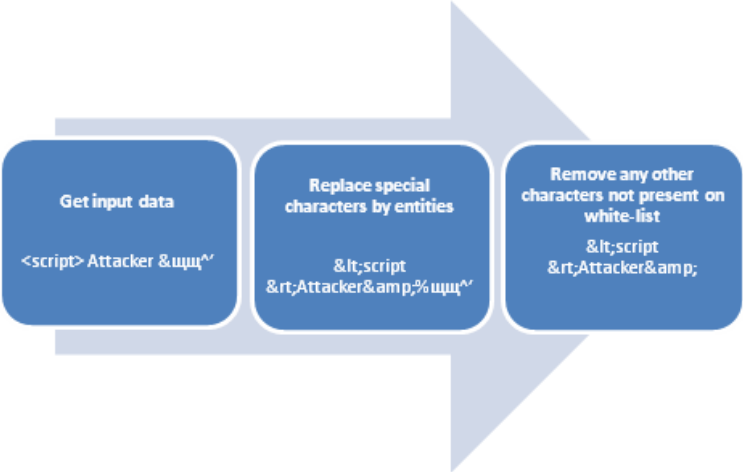 Get input data
<script> Attacker &щщ^′
Replace special
characters by entities
&lt;script
&rt;Attacker&amp;%щщ^′
Remove any other
characters not present on
white-list
&lt;script
&rt;Attacker&amp;